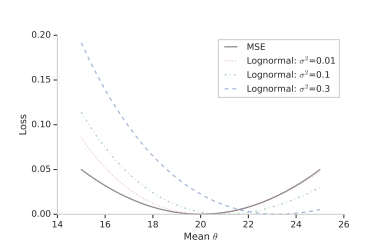 0.20
0.15
0.10
0.05
0.00
Loss
14
16
18
20
22
24
26
Mean θ
MSE
Lognormal: σ²=0.01
Lognormal: σ²=0.1
Lognormal: σ²=0.3